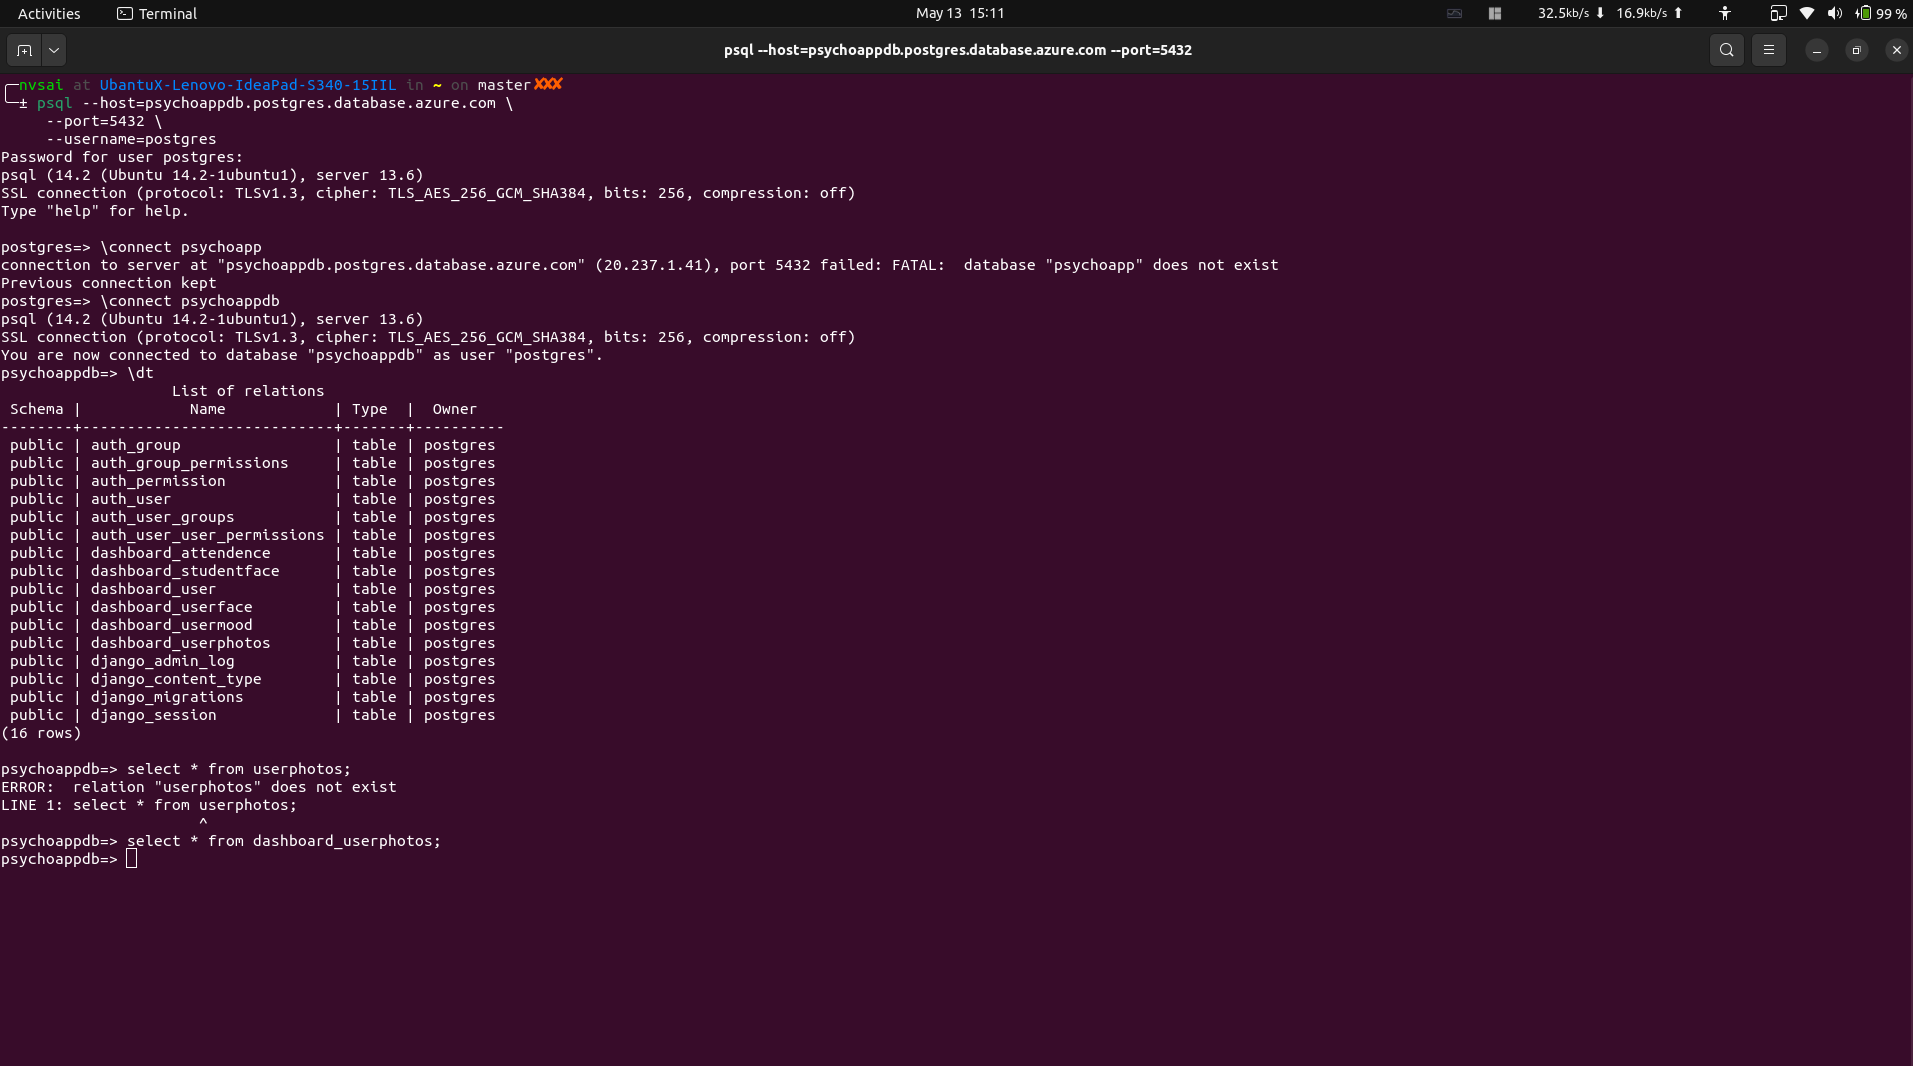 Activities Terminal May 13 15:11 32.5kb/s ⬇ 16.9kb/s ⬆ 99 %
psql --host=psychoappdb.postgres.database.azure.com --port=5432
nvsai at UbantuX-Lenovo-IdeaPad-S340-15IIL in ~ on master✘✘✘
± psql --host=psychoappdb.postgres.database.azure.com \
--port=5432 \
--username=postgres
Password for user postgres:
psql (14.2 (Ubuntu 14.2-1ubuntu1), server 13.6)
SSL connection (protocol: TLSv1.3, cipher: TLS_AES_256_GCM_SHA384, bits: 256, compression: off)
Type "help" for help.
postgres=> \connect psychoapp
connection to server at "psychoappdb.postgres.database.azure.com" (20.237.1.41), port 5432 failed: FATAL:  database "psychoapp" does not exist
Previous connection kept
postgres=> \connect psychoappdb
psql (14.2 (Ubuntu 14.2-1ubuntu1), server 13.6)
SSL connection (protocol: TLSv1.3, cipher: TLS_AES_256_GCM_SHA384, bits: 256, compression: off)
You are now connected to database "psychoappdb" as user "postgres".
psychoappdb=> \dt
List of relations
 Schema |            Name            | Type  |  Owner
--------+----------------------------+-------+----------
 public | auth_group                 | table | postgres
 public | auth_group_permissions     | table | postgres
 public | auth_permission            | table | postgres
 public | auth_user                  | table | postgres
 public | auth_user_groups           | table | postgres
 public | auth_user_user_permissions | table | postgres
 public | dashboard_attendence       | table | postgres
 public | dashboard_studentface      | table | postgres
 public | dashboard_user             | table | postgres
 public | dashboard_userface         | table | postgres
 public | dashboard_usermood         | table | postgres
 public | dashboard_userphotos       | table | postgres
 public | django_admin_log           | table | postgres
 public | django_content_type        | table | postgres
 public | django_migrations          | table | postgres
 public | django_session             | table | postgres
(16 rows)
psychoappdb=> select * from userphotos;
ERROR:  relation "userphotos" does not exist
LINE 1: select * from userphotos;
^
psychoappdb=> select * from dashboard_userphotos;
psychoappdb=>